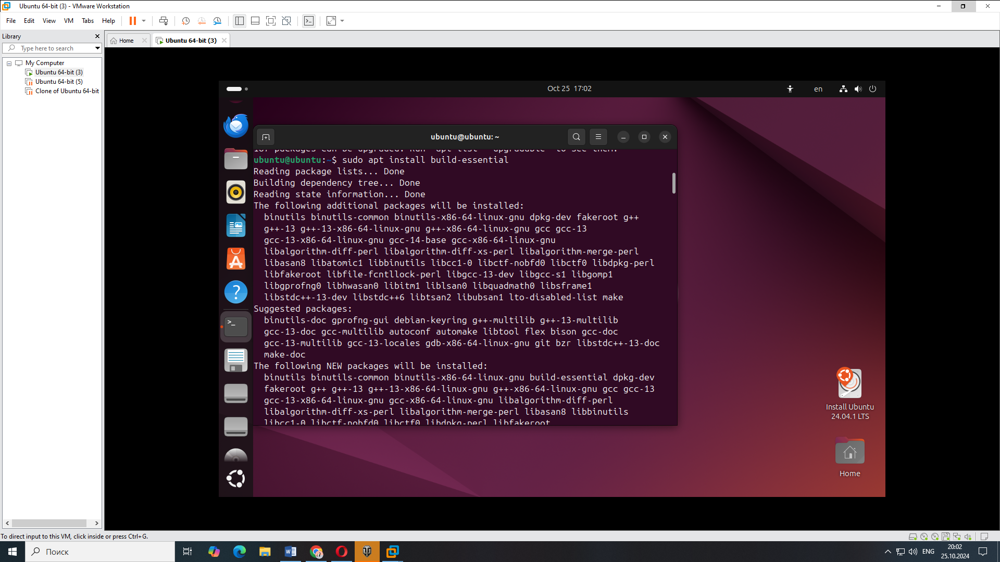 Ubuntu 64-bit (3) - VMware Workstation
File Edit View VM Tabs Help
Library
Type here to search
My Computer
Ubuntu 64-bit (3)
Ubuntu 64-bit (5)
Clone of Ubuntu 64-bit
Home
Ubuntu 64-bit (3)
Oct 25 17:02
en
ubuntu@ubuntu: ~
187 packages can be upgraded. Run 'apt list --upgradable' to see them.
ubuntu@ubuntu:~$ sudo apt install build-essential
Reading package lists... Done
Building dependency tree... Done
Reading state information... Done
The following additional packages will be installed:
binutils binutils-common binutils-x86-64-linux-gnu dpkg-dev fakeroot g++
g++-13 g++-13-x86-64-linux-gnu g++-x86-64-linux-gnu gcc gcc-13
gcc-13-x86-64-linux-gnu gcc-14-base gcc-x86-64-linux-gnu
libalgorithm-diff-perl libalgorithm-diff-xs-perl libalgorithm-merge-perl
libasan8 libatomic1 libbinutils libcc1-0 libctf-nobfd0 libctf0 libdpkg-perl
libfakeroot libfile-fcntllock-perl libgcc-13-dev libgcc-s1 libgomp1
libgprofng0 libhwasan0 libitm1 liblsan0 libquadmath0 libsframe1
libstdc++-13-dev libstdc++6 libtsan2 libubsan1 lto-disabled-list make
Suggested packages:
binutils-doc gprofng-gui debian-keyring g++-multilib g++-13-multilib
gcc-13-doc gcc-multilib autoconf automake libtool flex bison gcc-doc
gcc-13-multilib gcc-13-locales gdb-x86-64-linux-gnu git bzr libstdc++-13-doc
make-doc
The following NEW packages will be installed:
binutils binutils-common binutils-x86-64-linux-gnu build-essential dpkg-dev
fakeroot g++ g++-13 g++-13-x86-64-linux-gnu g++-x86-64-linux-gnu gcc gcc-13
gcc-13-x86-64-linux-gnu gcc-x86-64-linux-gnu libalgorithm-diff-perl
libalgorithm-diff-xs-perl libalgorithm-merge-perl libasan8 libbinutils
libcc1-0 libctf-nobfd0 libctf0 libdpkg-perl libfakeroot
Install Ubuntu
24.04.1 LTS
Home
To direct input to this VM, click inside or press Ctrl+G.
Поиск
ENG
20:02
25.10.2024